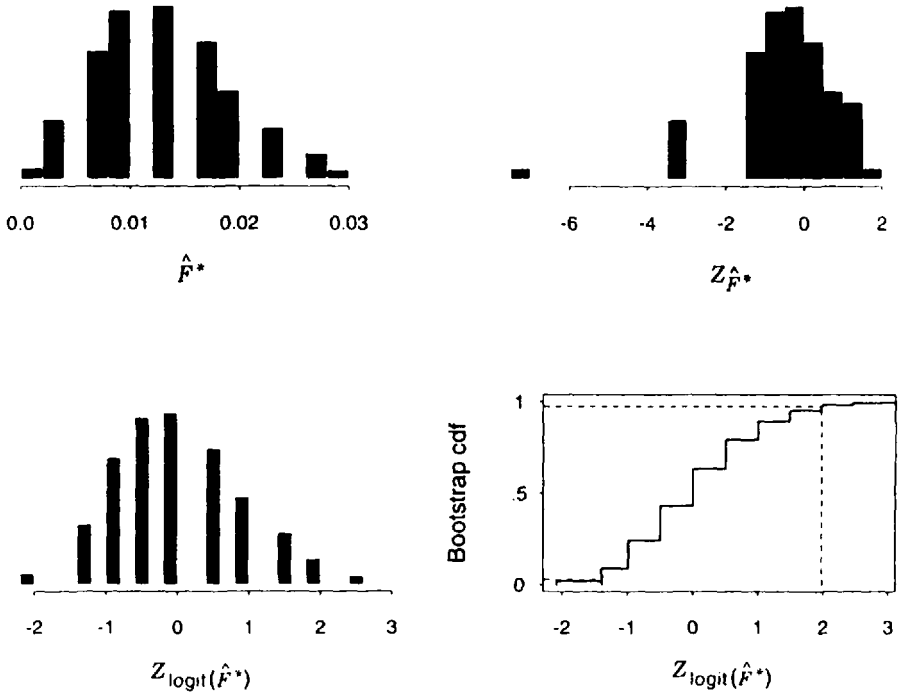 0.0 0.01 0.02 0.03
F̂*
-6 -4 -2 0 2
Z_F̂*
-2 -1 0 1 2 3
Z_logit(F̂*)
Bootstrap cdf
1
.5
0
-2 -1 0 1 2 3
Z_logit(F̂*)